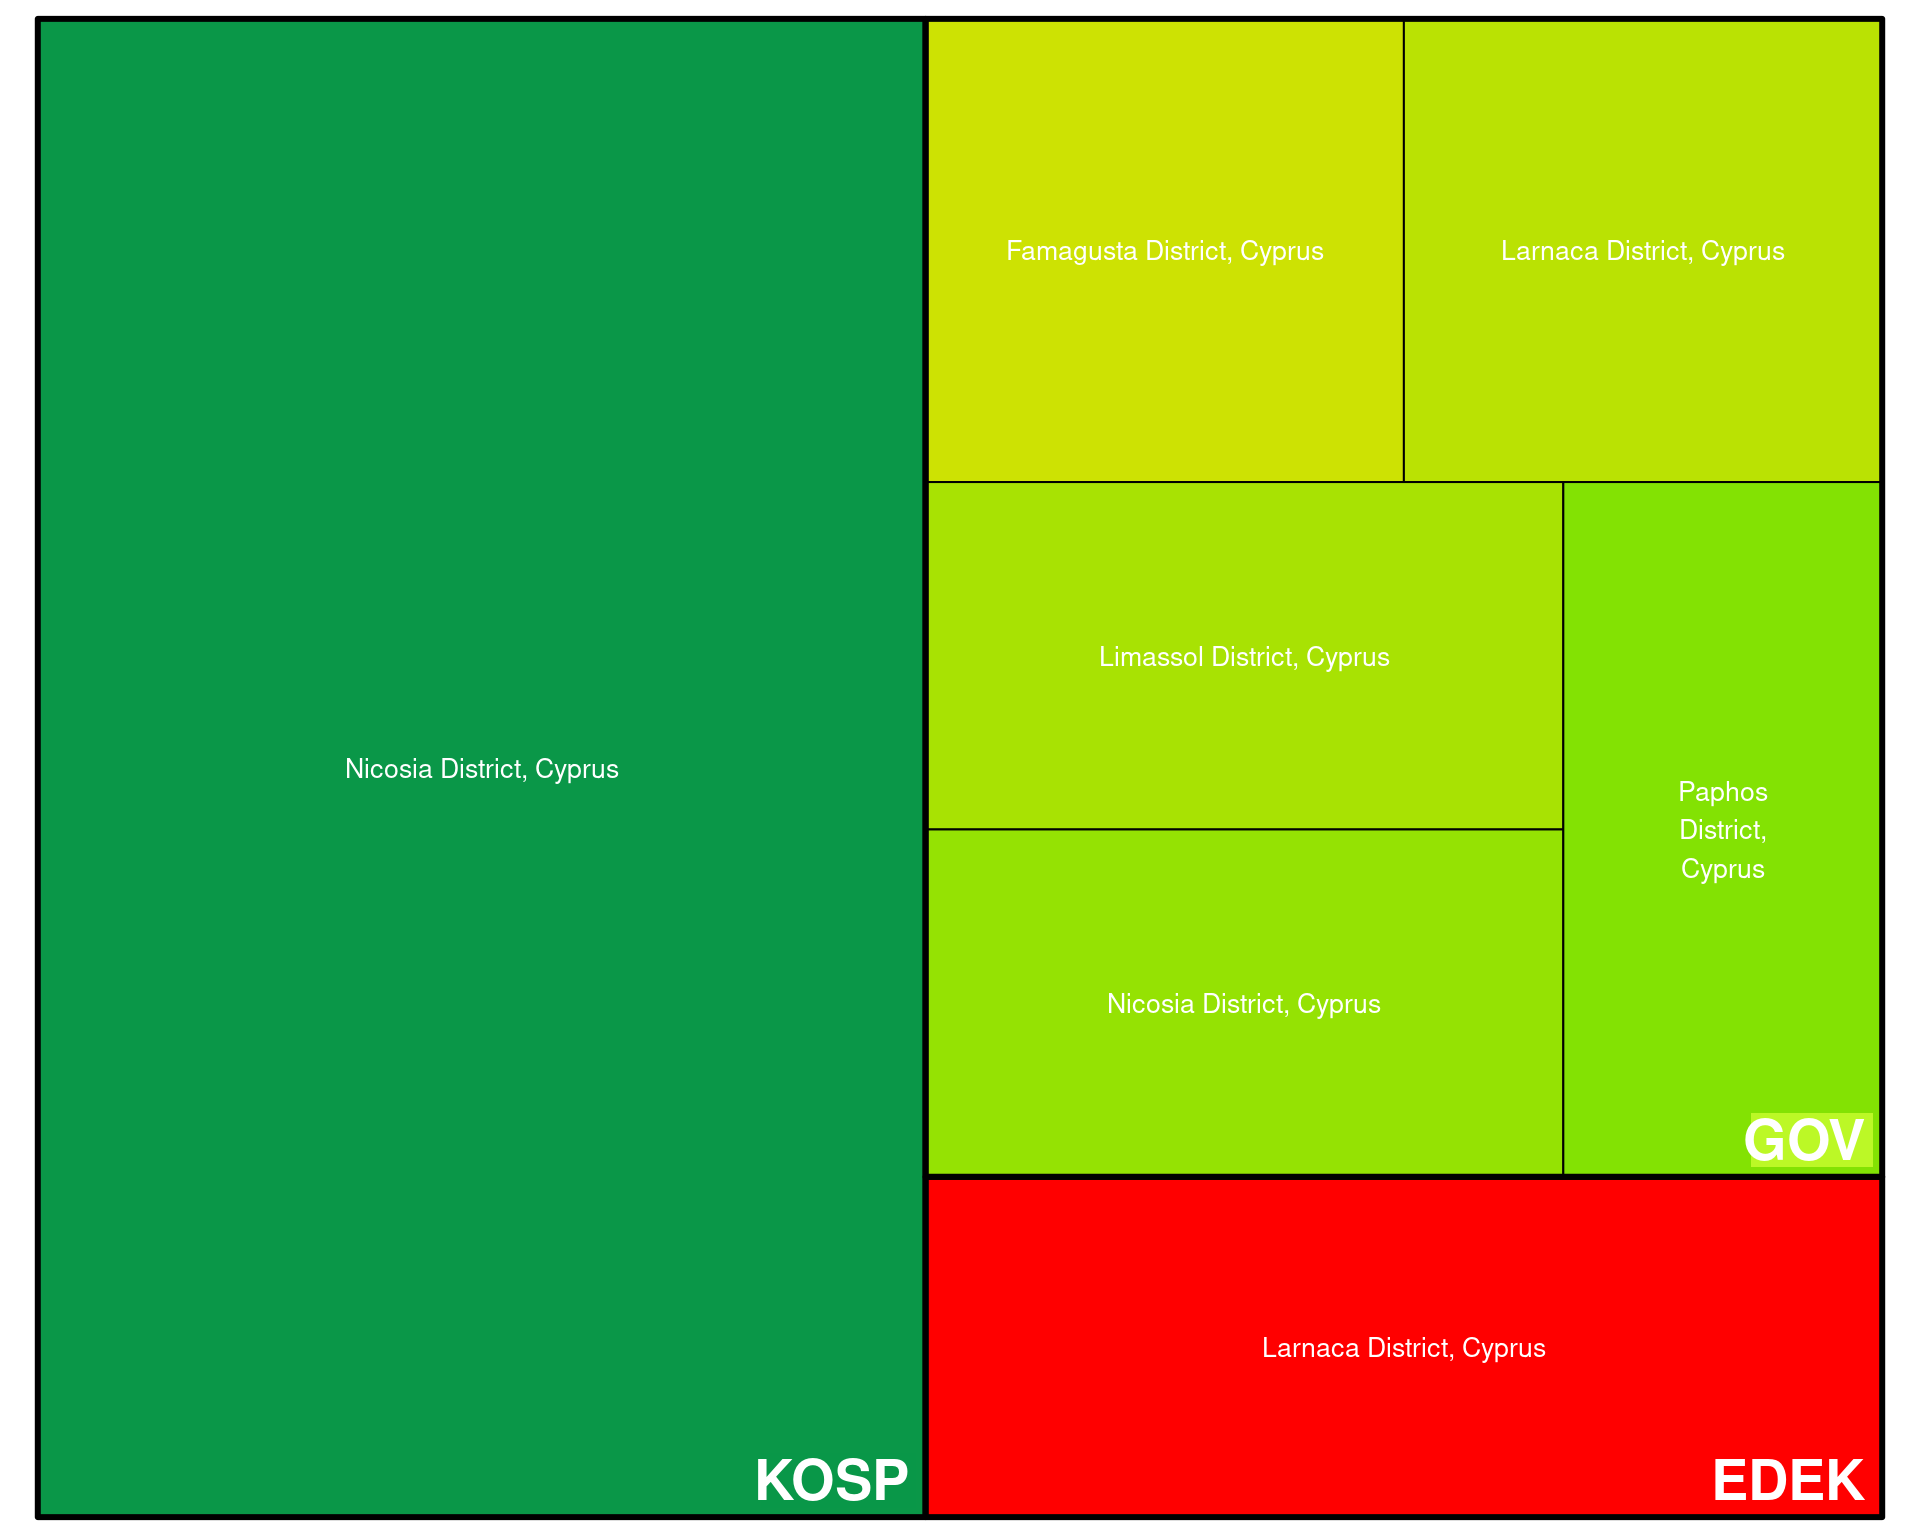 Nicosia District, Cyprus
KOSP
Famagusta District, Cyprus
Larnaca District, Cyprus
Limassol District, Cyprus
Nicosia District, Cyprus
Paphos
District,
Cyprus
GOV
Larnaca District, Cyprus
EDEK